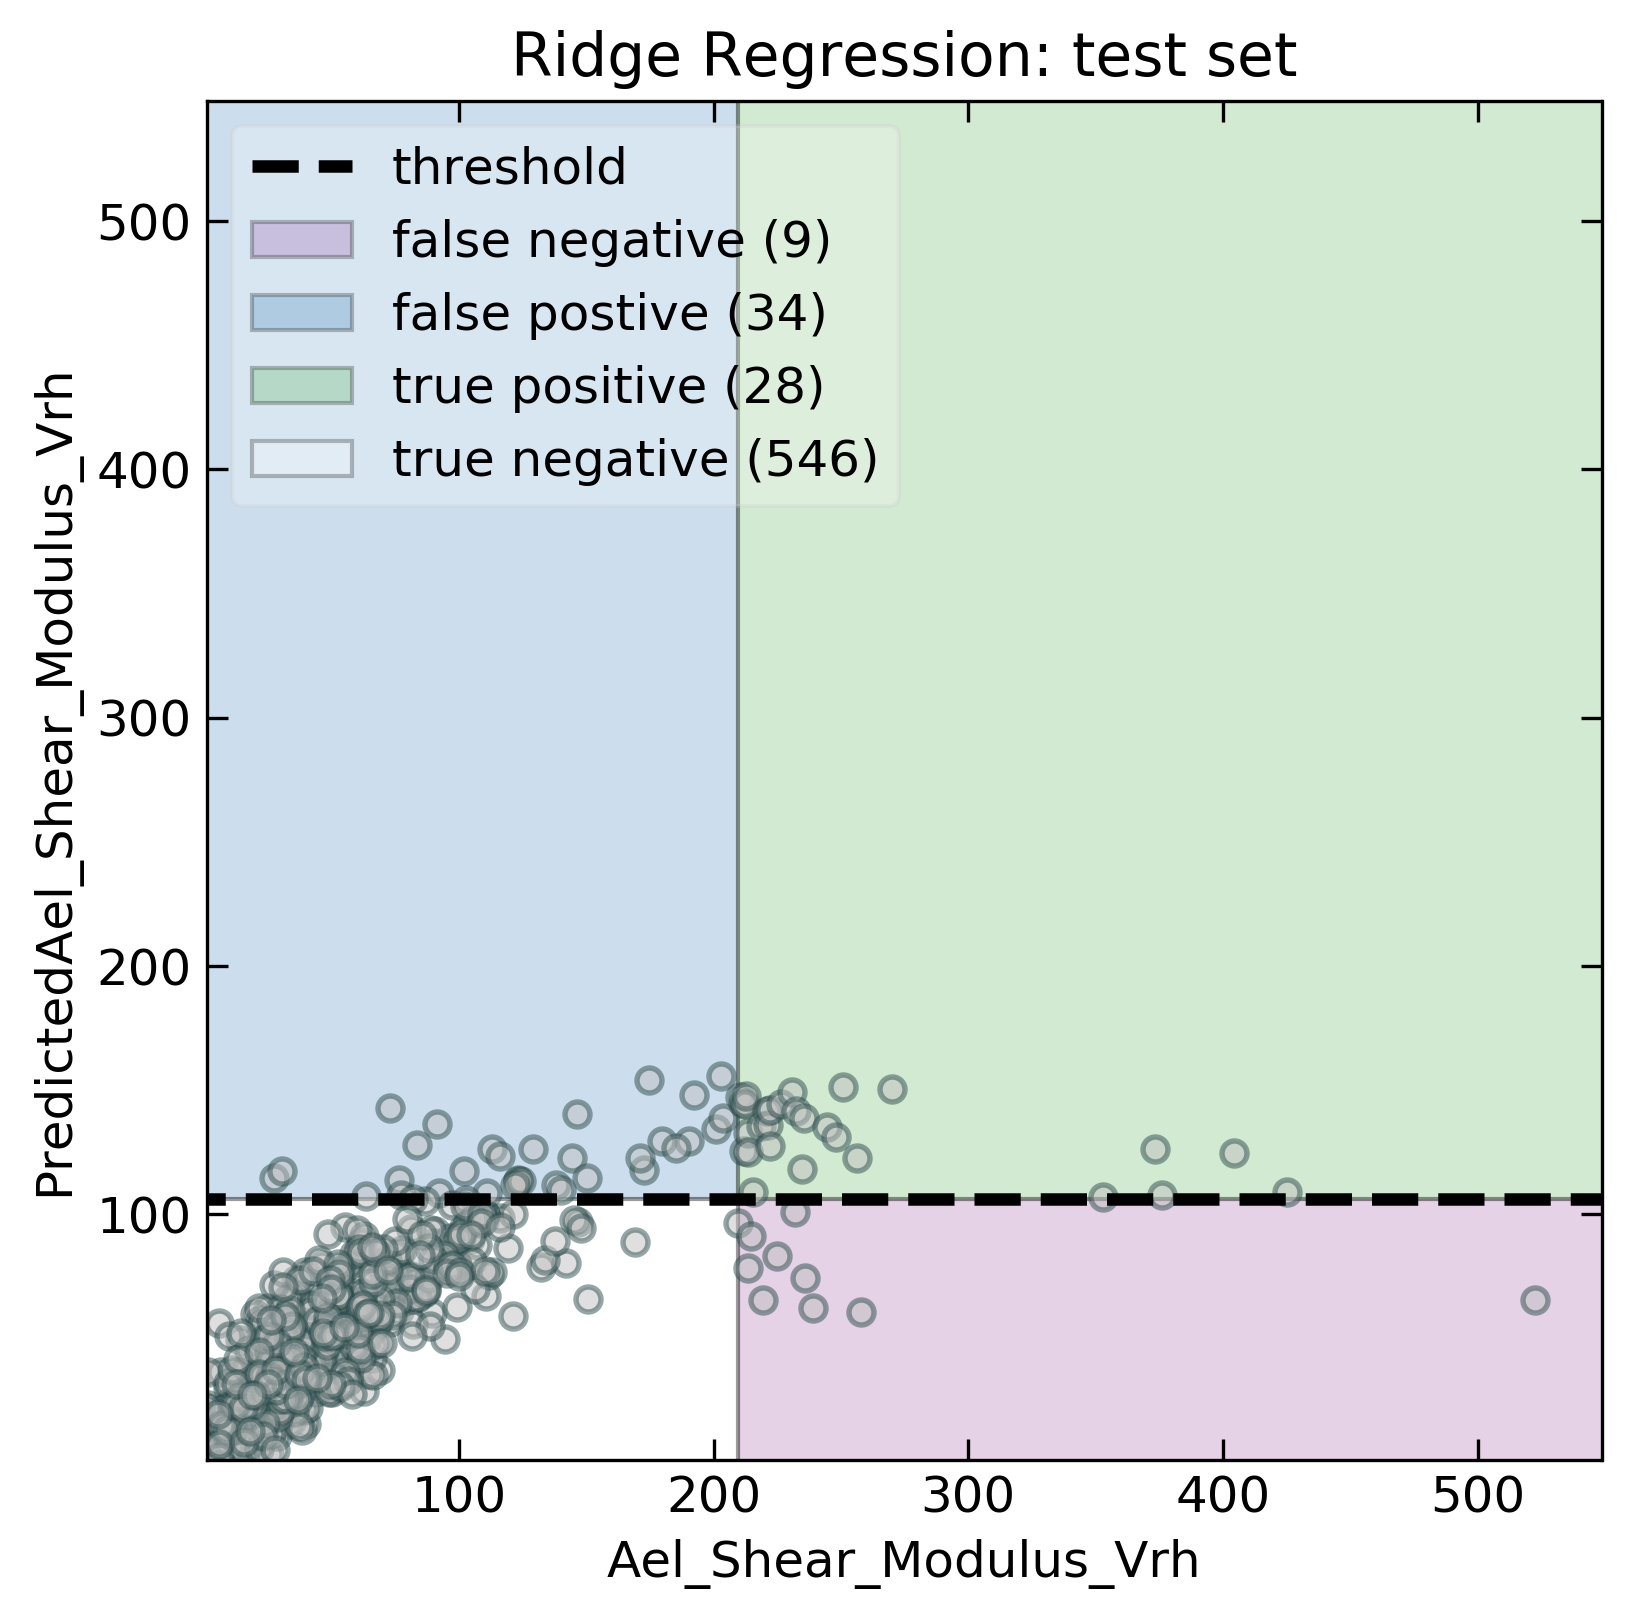 Ridge Regression: test set
threshold
false negative (9)
false postive (34)
true positive (28)
true negative (546)
PredictedAel_Shear_Modulus_Vrh
500
400
300
200
100
100 200 300 400 500
Ael_Shear_Modulus_Vrh